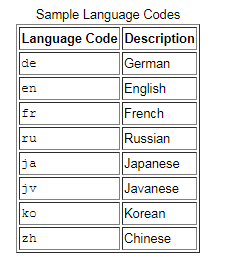 Sample Language Codes
Language Code Description
de German
en English
fr French
ru Russian
ja Japanese
jv Javanese
ko Korean
zh Chinese